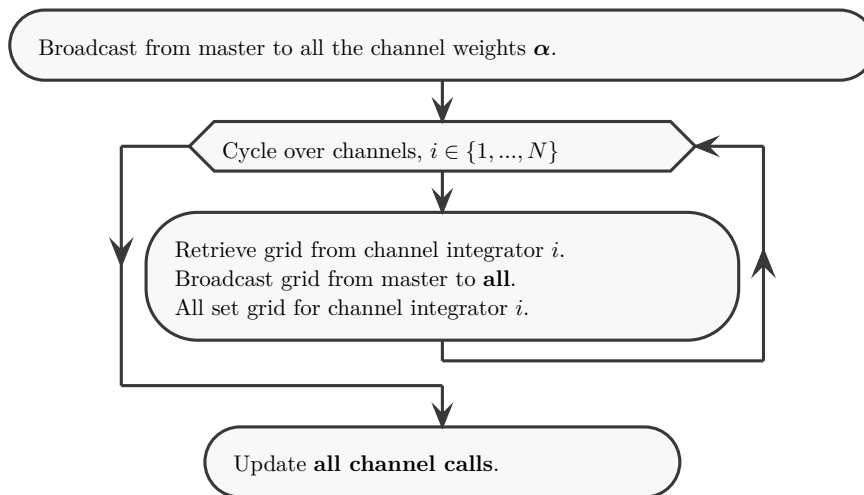 Broadcast from master to all the channel weights α.
Cycle over channels, i ∈ {1, ..., N}
Retrieve grid from channel integrator i.
Broadcast grid from master to all.
All set grid for channel integrator i.
Update all channel calls.